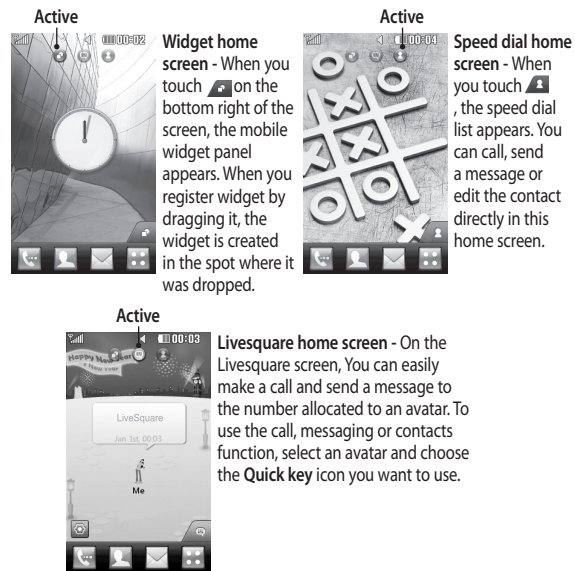 Active
00:02
Widget home
screen - When you
touch on the
bottom right of the
screen, the mobile
widget panel
appears. When you
register widget by
dragging it, the
widget is created
in the spot where it
was dropped.
Active
00:04
Speed dial home
screen - When
you touch
, the speed dial
list appears. You
can call, send
a message or
edit the contact
directly in this
home screen.
Active
00:03
Happy New Year
LiveSquare
Jan 1st, 00:03
Me
Livesquare home screen - On the
Livesquare screen, You can easily
make a call and send a message to
the number allocated to an avatar. To
use the call, messaging or contacts
function, select an avatar and choose
the Quick key icon you want to use.